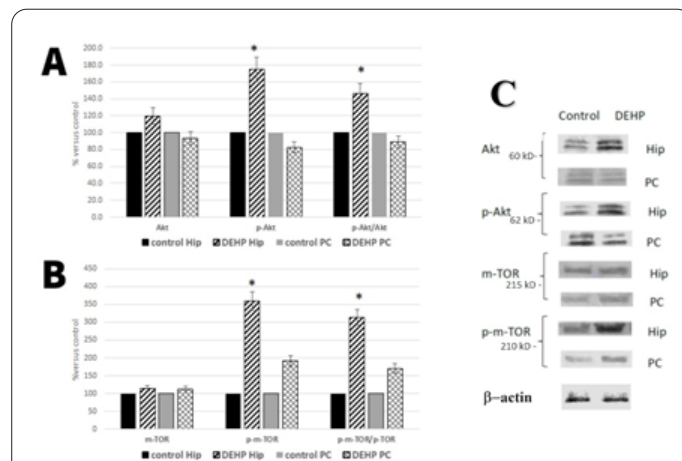 A
% versus control
200.0
180.0
160.0
140.0
120.0
100.0
80.0
60.0
40.0
20.0
0.0
*
*
Akt
p-Akt
p-Akt/Akt
control Hip DEHP Hip control PC DEHP PC
B
%versus control
450
400
350
300
250
200
150
100
50
0
*
*
m-TOR
p-m-TOR
p-m-TOR/p-TOR
control Hip DEHP Hip control PC DEHP PC
C
Control DEHP
Akt
60 kD-
Hip
PC
p-Akt
62 kD-
Hip
PC
m-TOR
215 kD -
Hip
PC
p-m-TOR
210 kD -
Hip
PC
β-actin